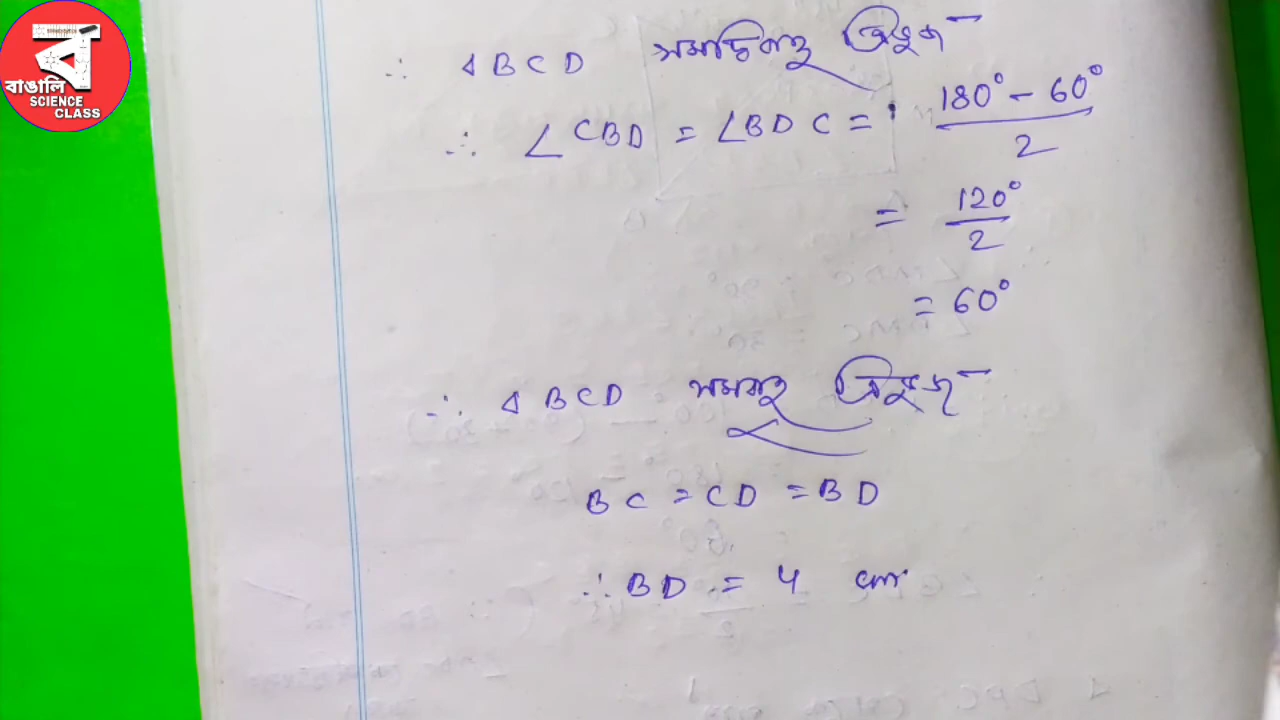 ব
বাঙালি
SCIENCE
CLASS
∴ △BCD সমদ্বিবাহু ত্রিভুজ
∴ ∠CBD = ∠BDC = (180° - 60°)/2
= 120°/2
= 60°
∴ △BCD সমবাহু ত্রিভুজ
BC = CD = BD
∴ BD = 4 cm